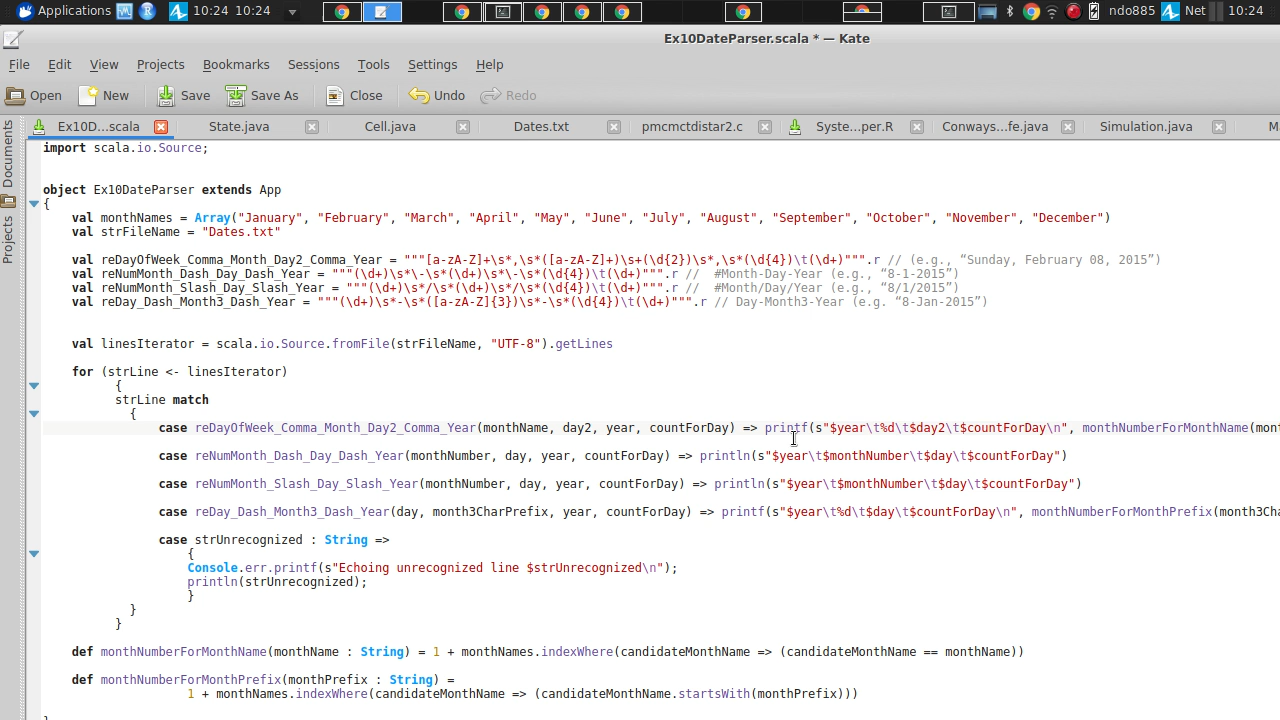 Applications 10:24 10:24 ndo885 Net 10:24
Ex10DateParser.scala * — Kate
File Edit View Projects Bookmarks Sessions Tools Settings Help
Open New Save Save As Close Undo Redo
Ex10D...scala State.java Cell.java Dates.txt pmcmctdistar2.c Syste...per.R Conways...fe.java Simulation.java
Documents
Projects
import scala.io.Source;
object Ex10DateParser extends App
{
val monthNames = Array("January", "February", "March", "April", "May", "June", "July", "August", "September", "October", "November", "December")
val strFileName = "Dates.txt"
val reDayOfWeek_Comma_Month_Day2_Comma_Year = """[a-zA-Z]+\s*,\s*([a-zA-Z]+)\s+(\d{2})\s*,\s*(\d{4})\t(\d+)""".r // (e.g., “Sunday, February 08, 2015”)
val reNumMonth_Dash_Day_Dash_Year = """(\d+)\s*\-\s*(\d+)\s*\-\s*(\d{4})\t(\d+)""".r //  #Month-Day-Year (e.g., “8-1-2015”)
val reNumMonth_Slash_Day_Slash_Year = """(\d+)\s*/\s*(\d+)\s*/\s*(\d{4})\t(\d+)""".r //  #Month/Day/Year (e.g., “8/1/2015”)
val reDay_Dash_Month3_Dash_Year = """(\d+)\s*-\s*([a-zA-Z]{3})\s*-\s*(\d{4})\t(\d+)""".r // Day-Month3-Year (e.g. “8-Jan-2015”)
val linesIterator = scala.io.Source.fromFile(strFileName, "UTF-8").getLines
for (strLine <- linesIterator)
{
strLine match
{
case reDayOfWeek_Comma_Month_Day2_Comma_Year(monthName, day2, year, countForDay) => printf(s"$year\t%d\t$day2\t$countForDay\n", monthNumberForMonthName(mont
case reNumMonth_Dash_Day_Dash_Year(monthNumber, day, year, countForDay) => println(s"$year\t$monthNumber\t$day\t$countForDay")
case reNumMonth_Slash_Day_Slash_Year(monthNumber, day, year, countForDay) => println(s"$year\t$monthNumber\t$day\t$countForDay")
case reDay_Dash_Month3_Dash_Year(day, month3CharPrefix, year, countForDay) => printf(s"$year\t%d\t$day\t$countForDay\n", monthNumberForMonthPrefix(month3Cha
case strUnrecognized : String =>
{
Console.err.printf(s"Echoing unrecognized line $strUnrecognized\n");
println(strUnrecognized);
}
}
}
def monthNumberForMonthName(monthName : String) = 1 + monthNames.indexWhere(candidateMonthName => (candidateMonthName == monthName))
def monthNumberForMonthPrefix(monthPrefix : String) =
1 + monthNames.indexWhere(candidateMonthName => (candidateMonthName.startsWith(monthPrefix)))
}